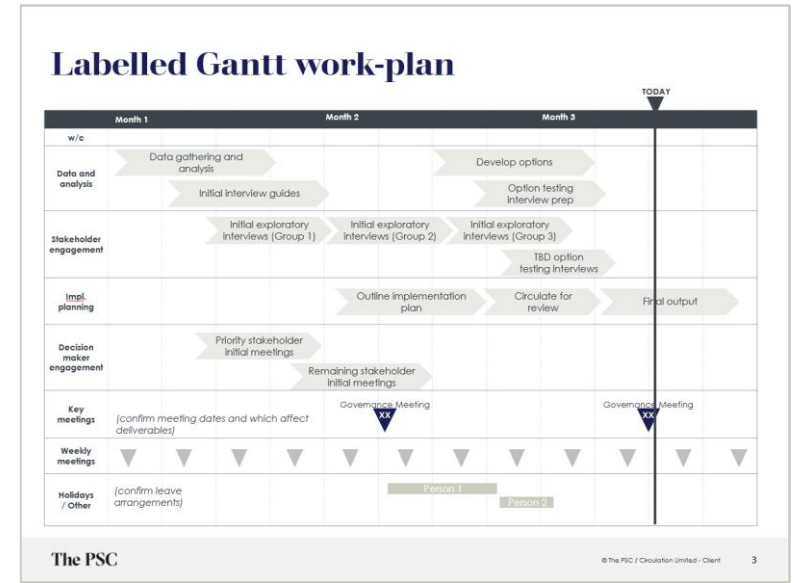 Labelled Gantt work-plan
TODAY
Month 1 Month 2 Month 3
w/c
Data and
analysis
Data gathering and
analysis
Develop options
Initial interview guides
Option testing
interview prep
Stakeholder
engagement
Initial exploratory
interviews (Group 1)
Initial exploratory
interviews (Group 2)
Initial exploratory
interviews (Group 3)
TBD option
testing interviews
Impl.
planning
Outline implementation
plan
Circulate for
review
Final output
Decision
maker
engagement
Priority stakeholder
initial meetings
Remaining stakeholder
initial meetings
Key
meetings
(confirm meeting dates and which affect
deliverables)
Governance Meeting
XX
Governance Meeting
XX
Weekly
meetings
Holidays
/ Other
(confirm leave
arrangements)
Person 1
Person 2
The PSC
© The PSC / Circulation Limited - Client 3